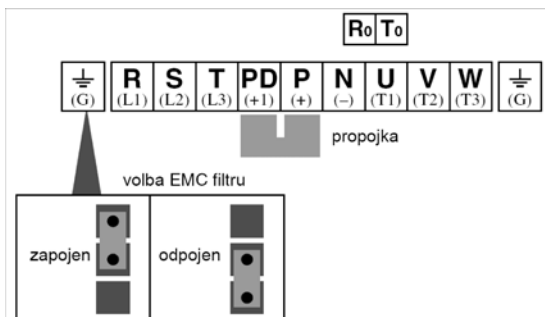 R0 T0
R S T PD P N U V W
(G) (L1) (L2) (L3) (+1) (+) (–) (T1) (T2) (T3) (G)
propojka
volba EMC filtru
zapojen odpojen